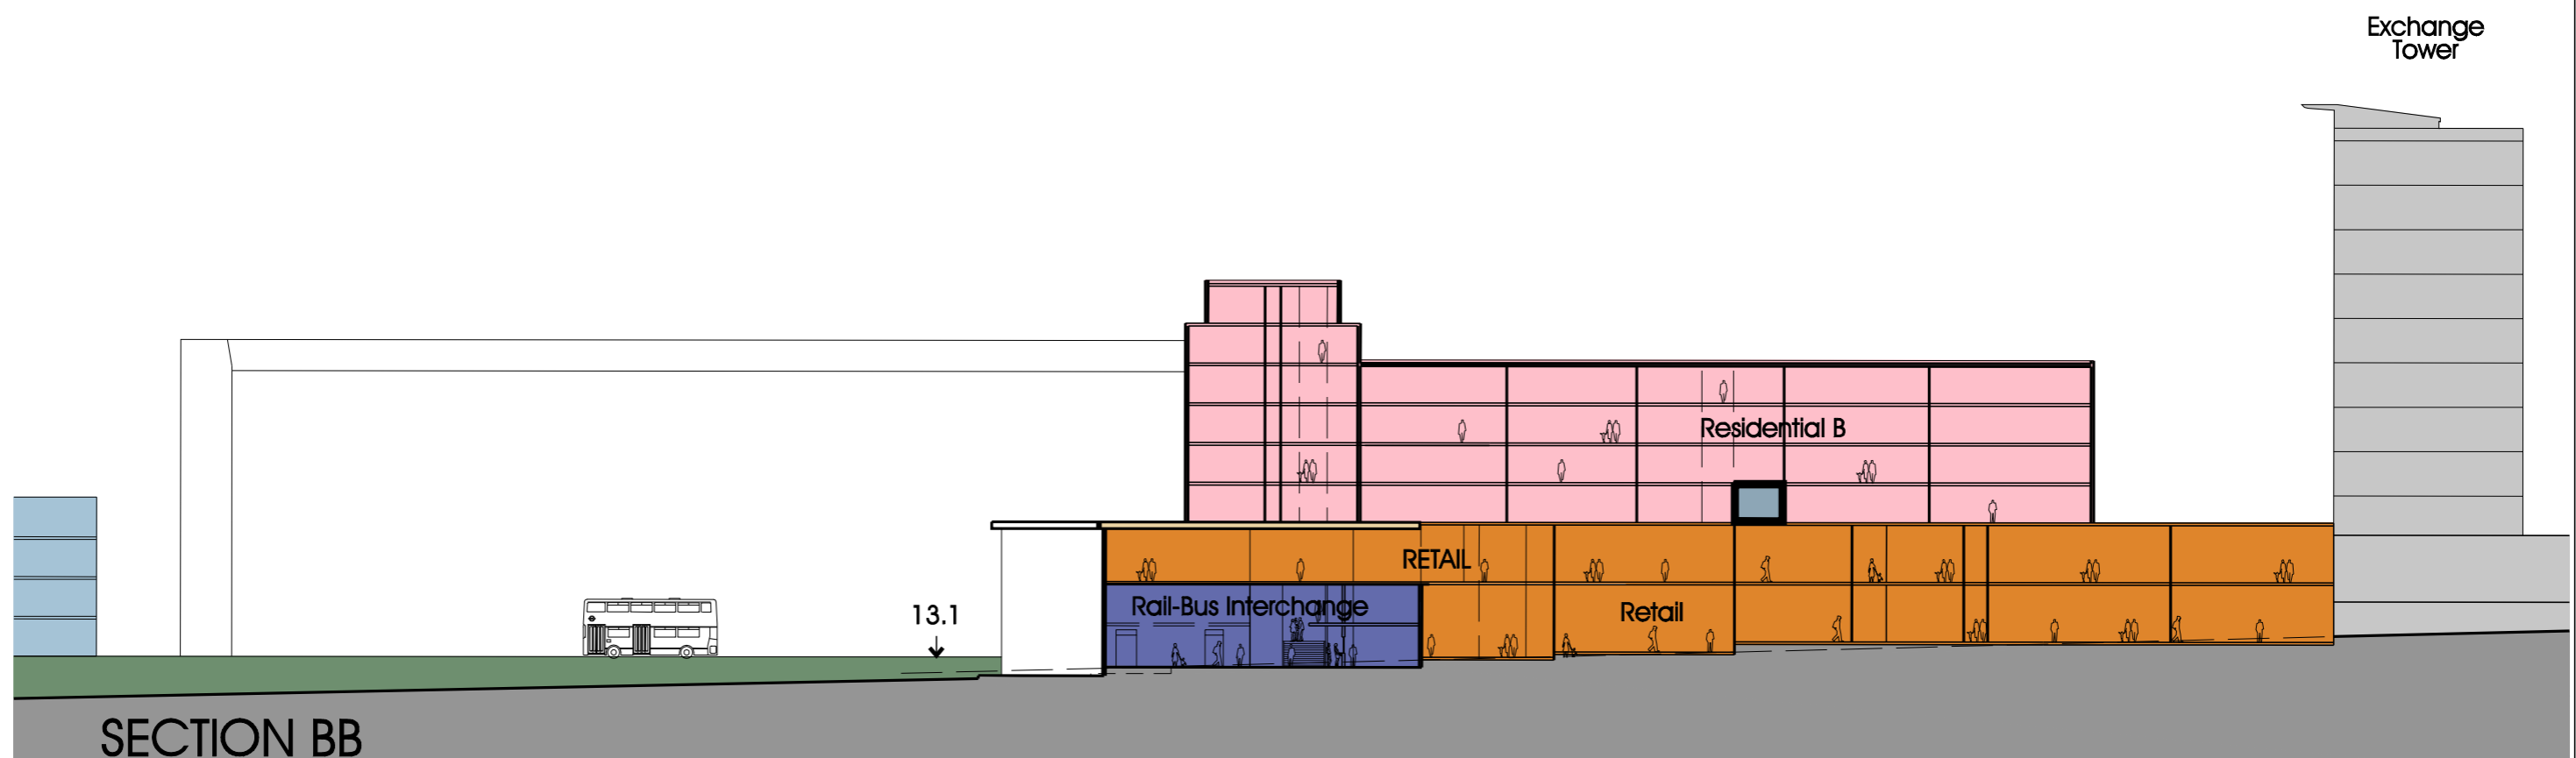 Exchange
Tower
Residential B
RETAIL
Rail-Bus Interchange
Retail
13.1
SECTION BB